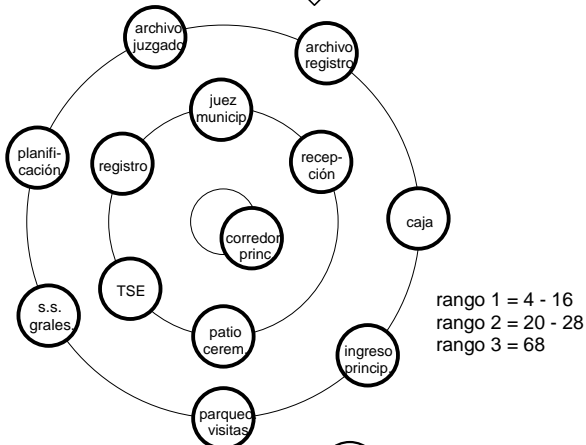 archivo
juzgado
archivo
registro
juez
municip.
planifi-
cación
registro
recep-
ción
caja
corredor
princ.
TSE
s.s.
grales.
patio
cerem.
ingreso
princip.
parqueo
visitas
rango 1 = 4 - 16
rango 2 = 20 - 28
rango 3 = 68